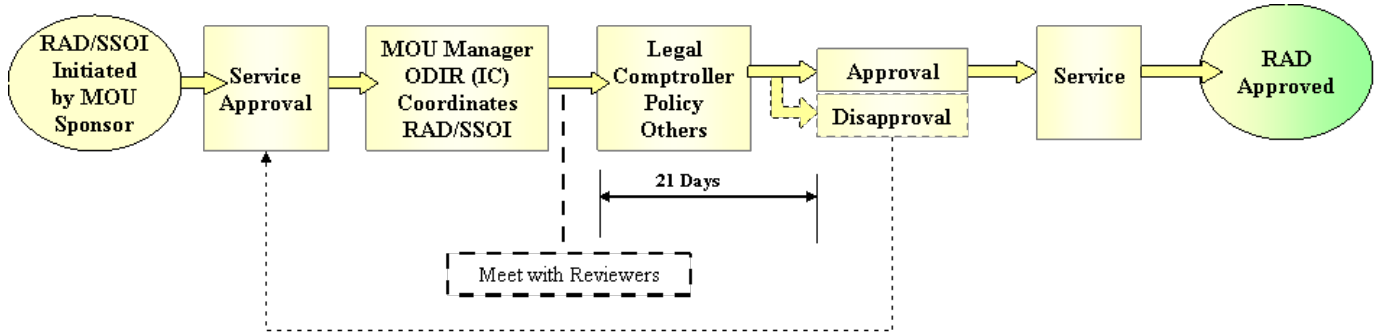 RAD/SSOI
Initiated
by MOU
Sponsor
Service
Approval
MOU Manager
ODIR (IC)
Coordinates
RAD/SSOI
Legal
Comptroller
Policy
Others
Approval
Disapproval
Service
RAD
Approved
21 Days
Meet with Reviewers